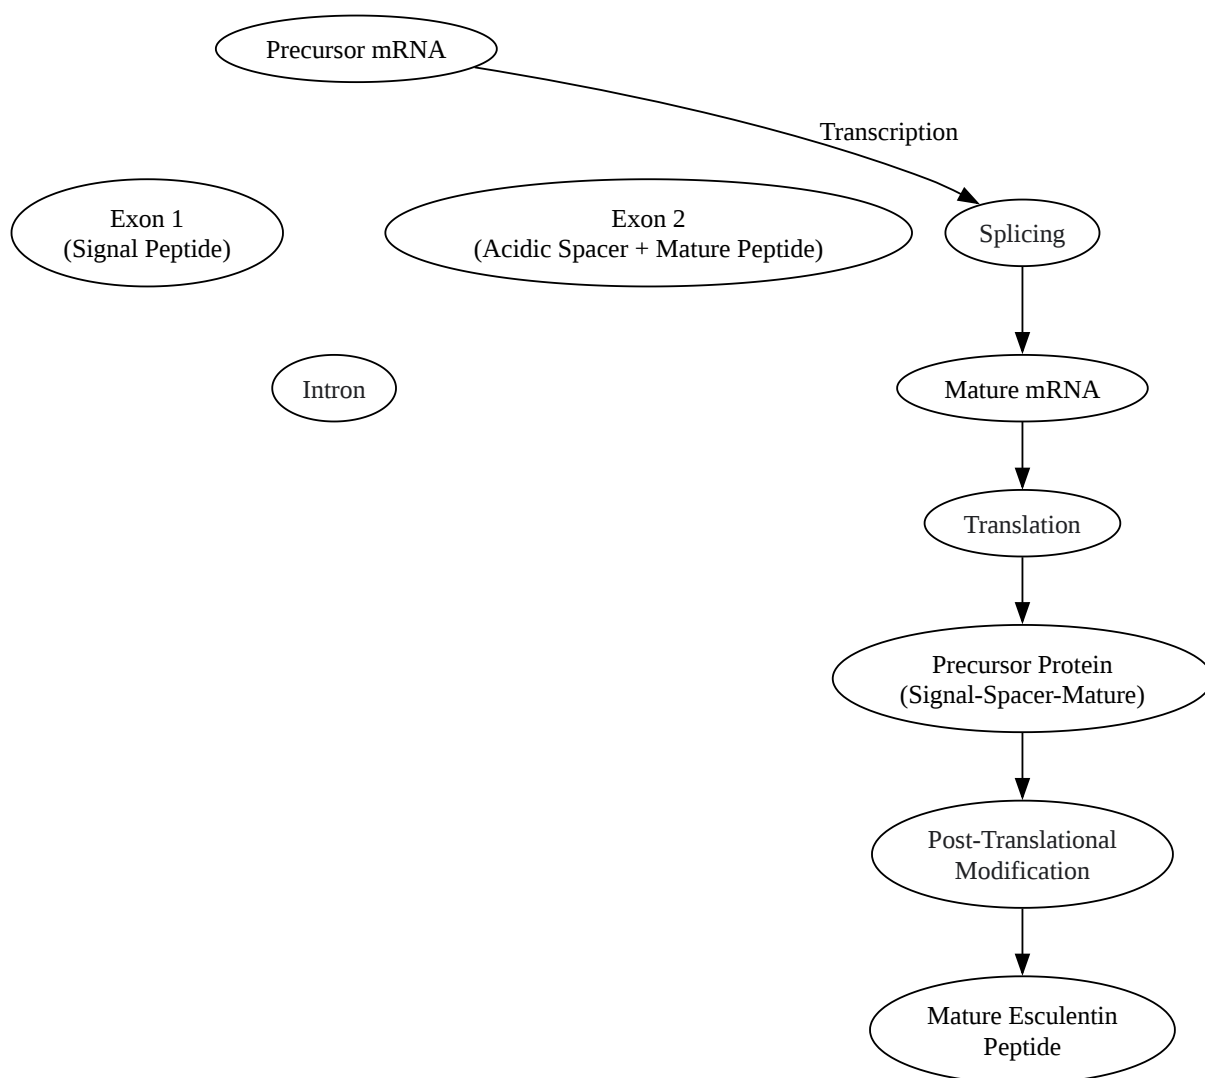 Precursor mRNA
Transcription
Exon 1
(Signal Peptide)
Exon 2
(Acidic Spacer + Mature Peptide)
Splicing
Intron
Mature mRNA
Translation
Precursor Protein
(Signal-Spacer-Mature)
Post-Translational
Modification
Mature Esculentin
Peptide